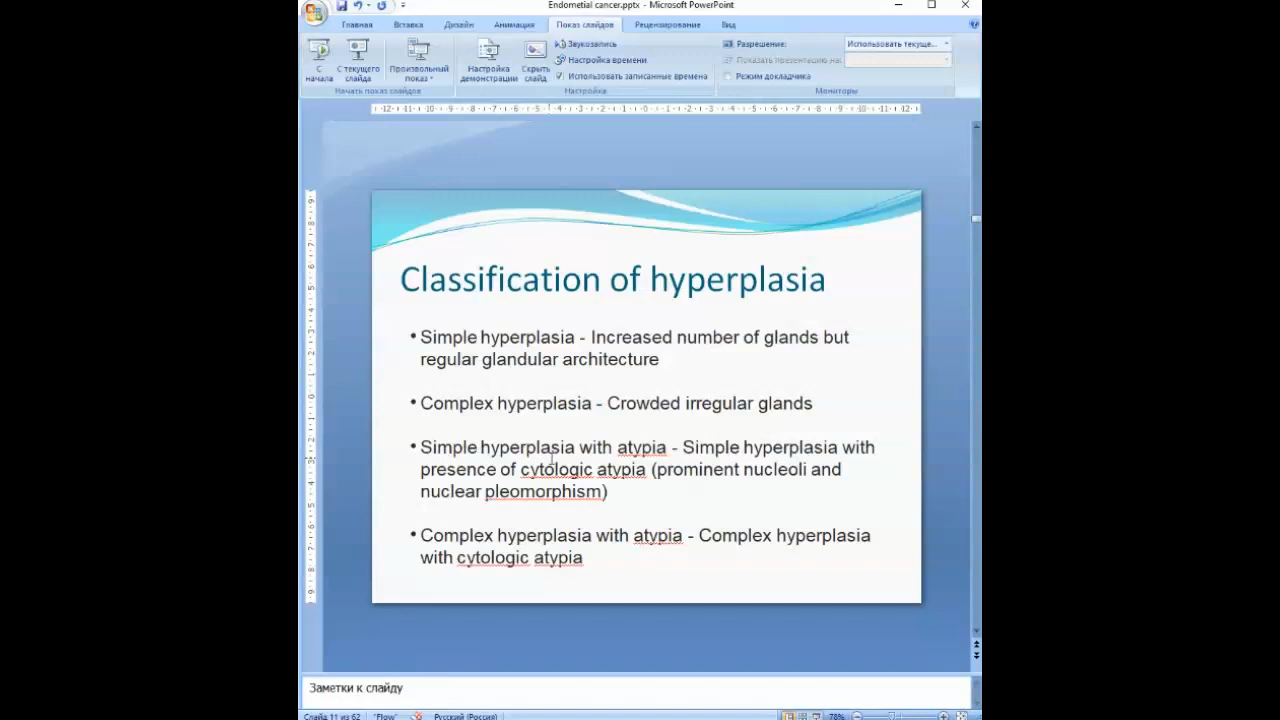 Endometial cancer.pptx - Microsoft PowerPoint
Главная Вставка Дизайн Анимация Показ слайдов Рецензирование Вид
С начала
С текущего слайда
Произвольный показ
Настройка демонстрации
Скрыть слайд
Звукозапись
Настройка времени
Использовать записанные времена
Разрешение: Использовать текуще...
Показать презентацию на:
Режим докладчика
Начать показ слайдов Настройка Мониторы
Classification of hyperplasia
• Simple hyperplasia - Increased number of glands but
regular glandular architecture
• Complex hyperplasia - Crowded irregular glands
• Simple hyperplasia with atypia - Simple hyperplasia with
presence of cytologic atypia (prominent nucleoli and
nuclear pleomorphism)
• Complex hyperplasia with atypia - Complex hyperplasia
with cytologic atypia
Заметки к слайду
Слайд 11 из 62 "Flow" Русский (Россия) 78%